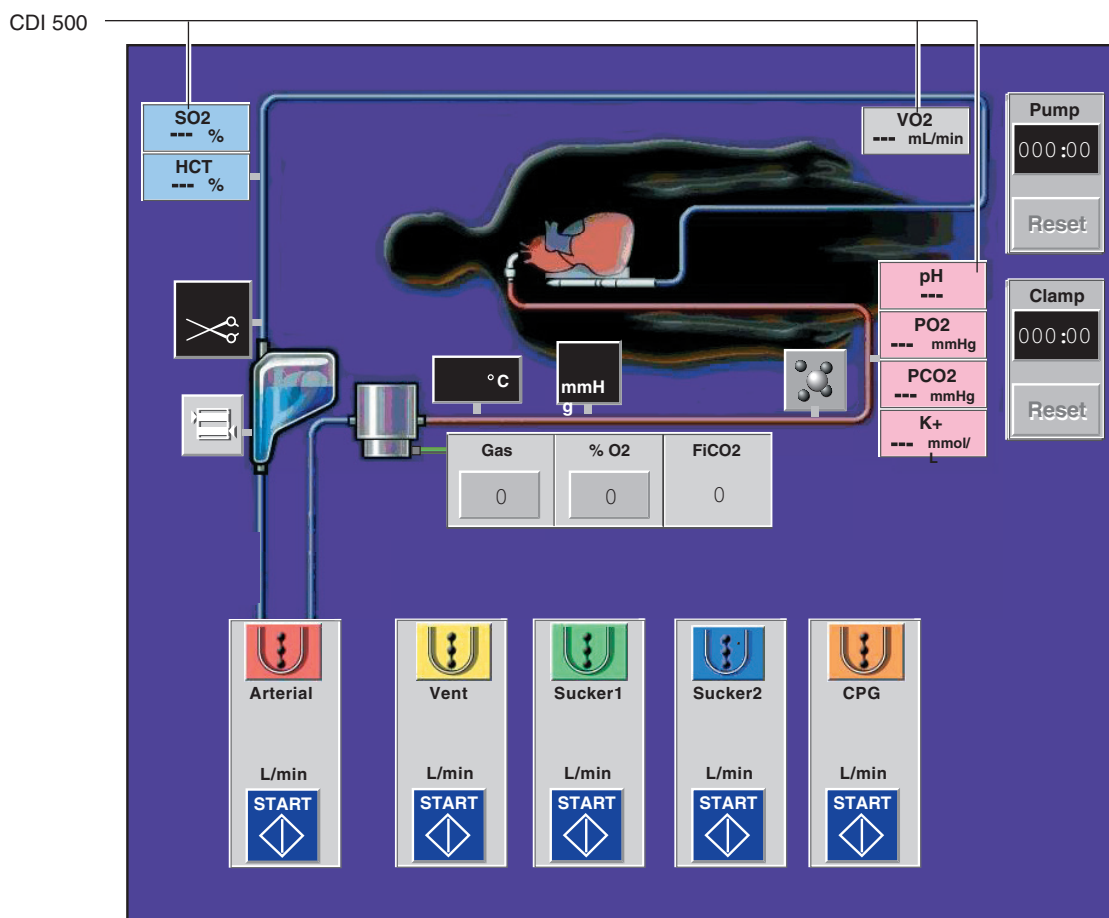 CDI 500
SO2
--- %
HCT
--- %
VO2
--- mL/min
Pump
000:00
Reset
pH
---
PO2
--- mmHg
PCO2
--- mmHg
K+
--- mmol/
L
Clamp
000:00
Reset
°C
mmH
g
Gas
% O2
FiCO2
0
0
0
Arterial
L/min
START
Vent
L/min
START
Sucker1
L/min
START
Sucker2
L/min
START
CPG
L/min
START